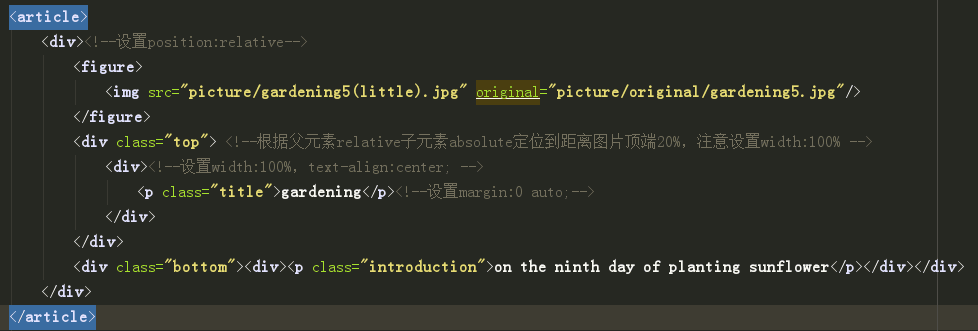 <article>
<div><!--设置position:relative-->
<figure>
<img src="picture/gardening5(little).jpg" original="picture/original/gardening5.jpg"/>
</figure>
<div class="top"> <!--根据父元素relative子元素absolute定位到距离图片顶端20%，注意设置width:100% -->
<div><!--设置width:100%，text-align:center; -->
<p class="title">gardening</p><!--设置margin:0 auto;-->
</div>
</div>
<div class="bottom"><div><p class="introduction">on the ninth day of planting sunflower</p></div></div>
</div>
</article>